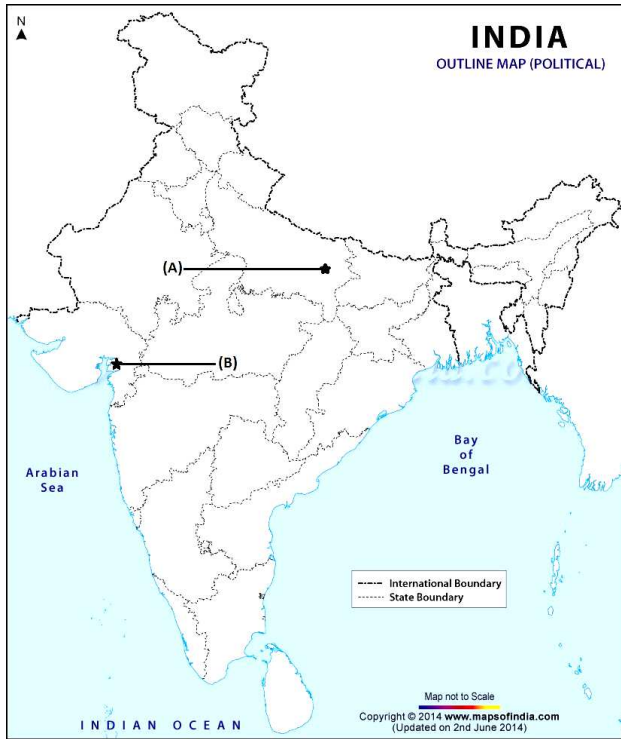 N
INDIA
OUTLINE MAP (POLITICAL)
(A)
(B)
Arabian
Sea
Bay
of
Bengal
International Boundary
State Boundary
Map not to Scale
Copyright © 2014 www.mapsofindia.com
(Updated on 2nd June 2014)
INDIAN OCEAN